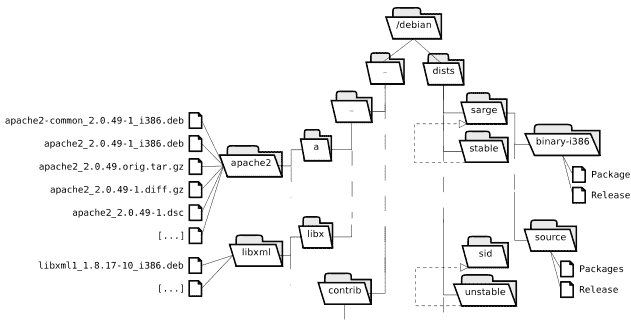 /debian
..
dists
..
sarge
apache2-common_2.0.49-1_i386.deb
apache2_2.0.49-1_i386.deb
a
stable
binary-i386
apache2_2.0.49.orig.tar.gz
apache2
Package
apache2_2.0.49-1.diff.gz
Release
apache2_2.0.49-1.dsc
[...]
libx
source
libxml
sid
libxml1_1.8.17-10_i386.deb
Packages
[...]
contrib
unstable
Release